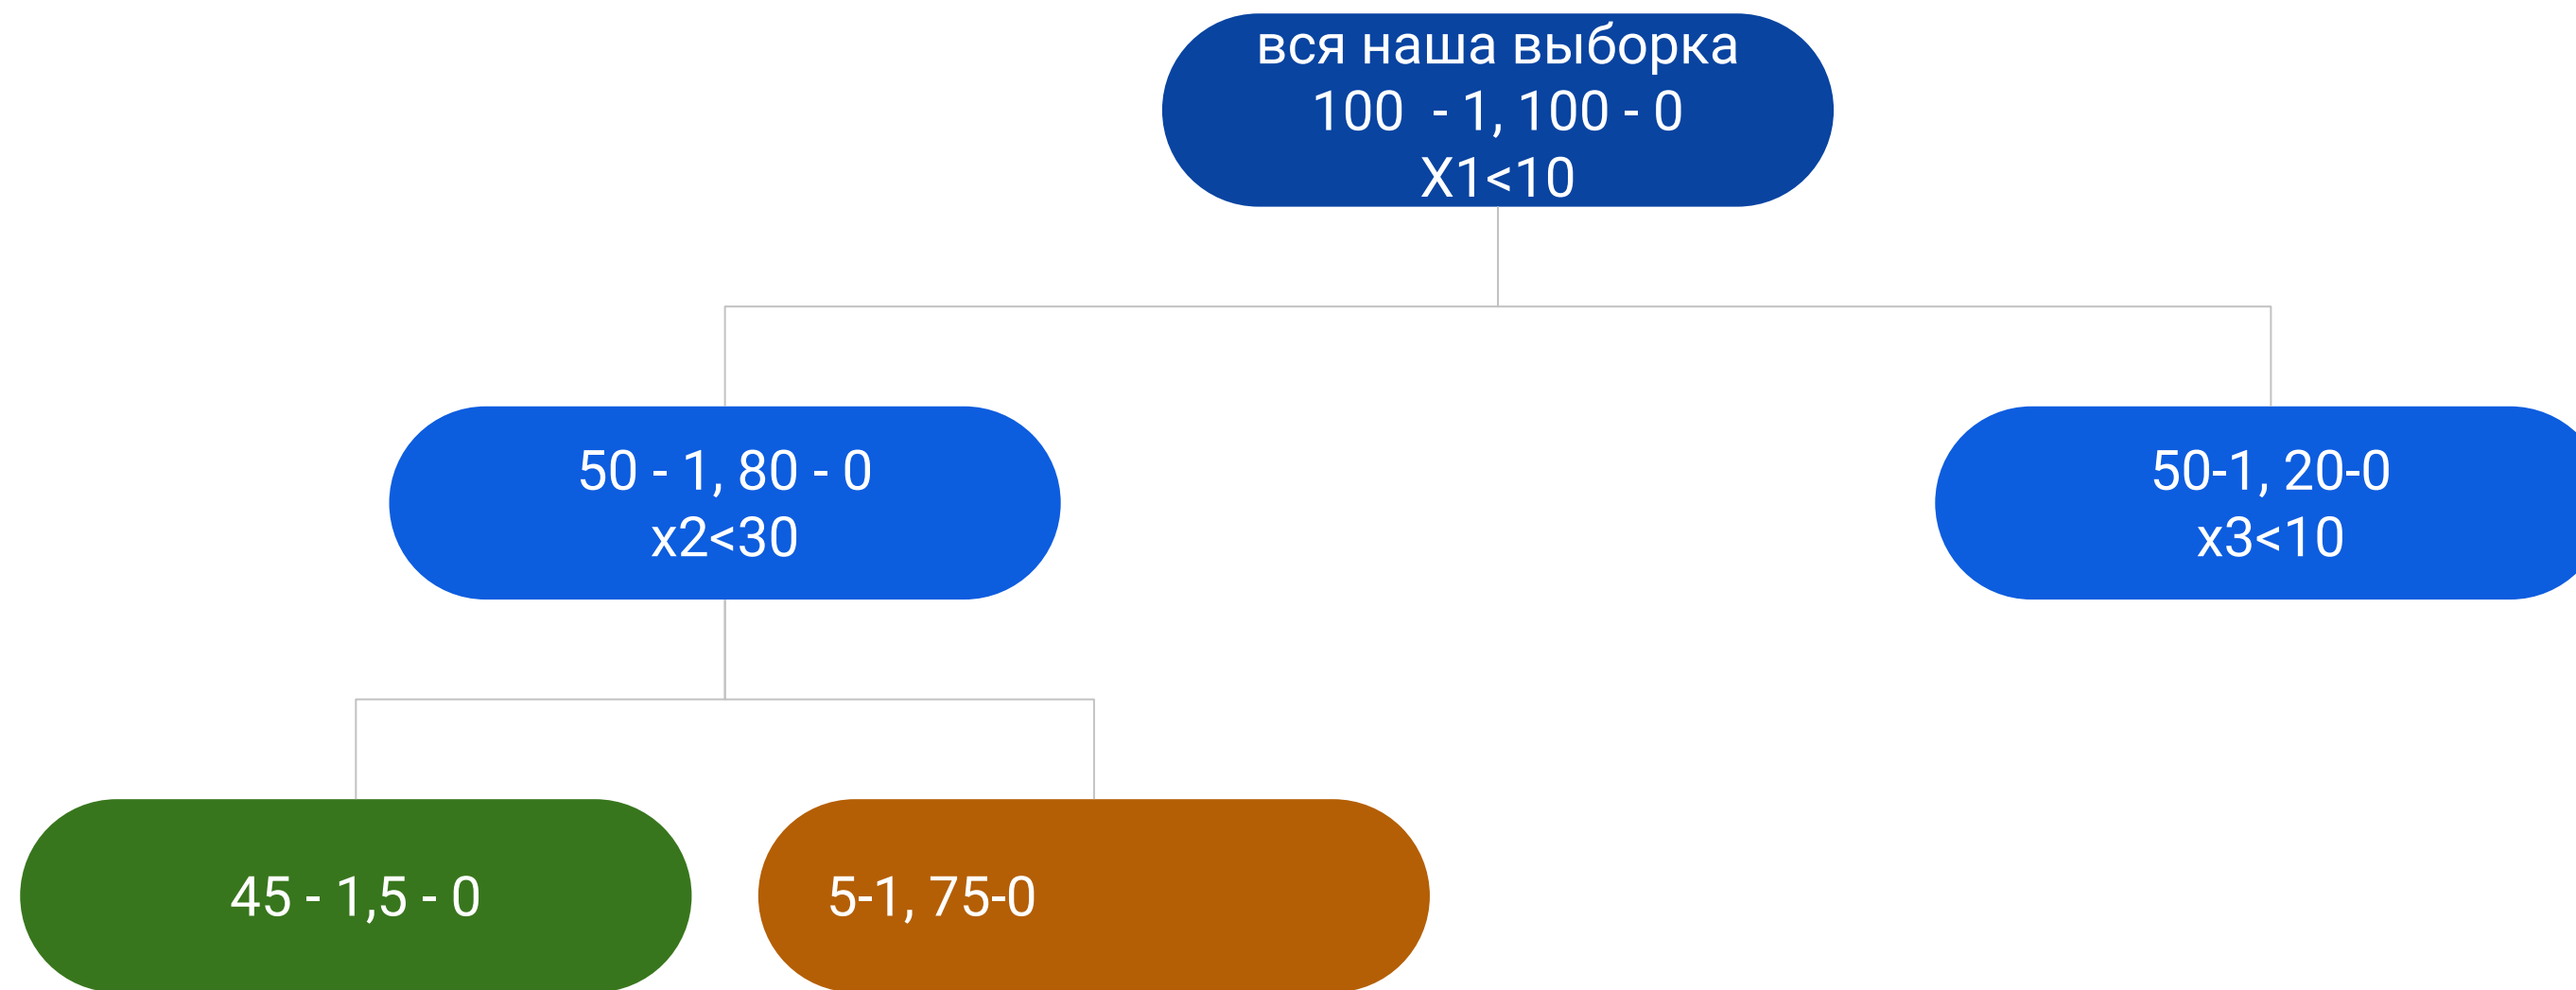 вся наша выборка
100  - 1, 100 - 0
X1<10
50 - 1, 80 - 0
x2<30
50-1, 20-0
x3<10
45 - 1,5 - 0
5-1, 75-0